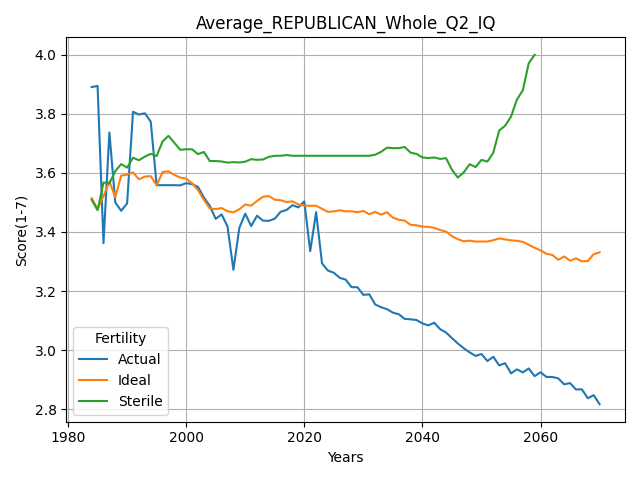 Average_REPUBLICAN_Whole_Q2_IQ
Score(1-7)
4.0
3.8
3.6
3.4
3.2
3.0
2.8
Fertility
Actual
Ideal
Sterile
1980
2000
2020
2040
2060
Years